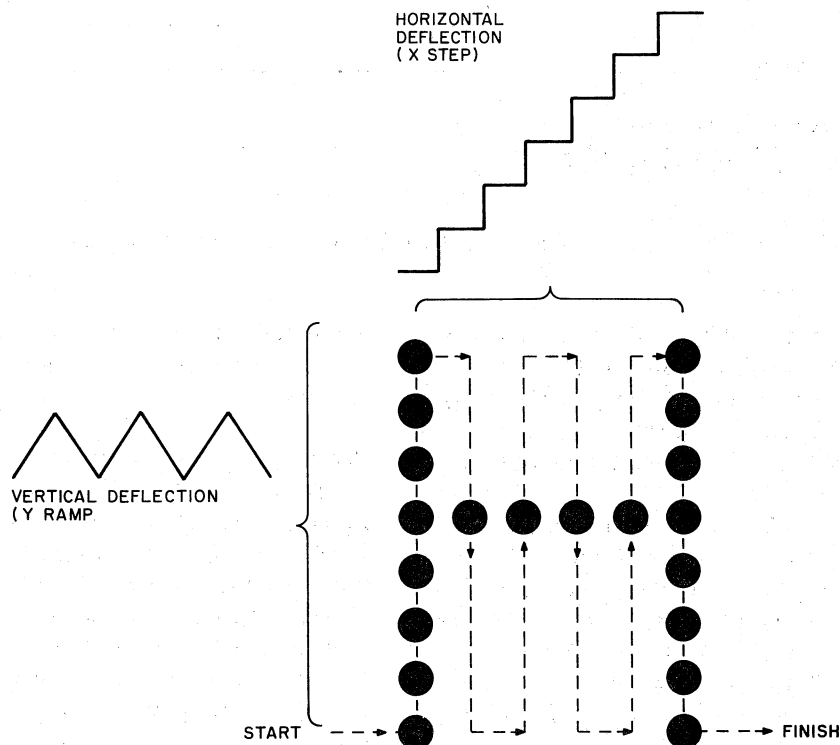 HORIZONTAL
DEFLECTION
( X STEP)
VERTICAL DEFLECTION
(Y RAMP
START
FINISH